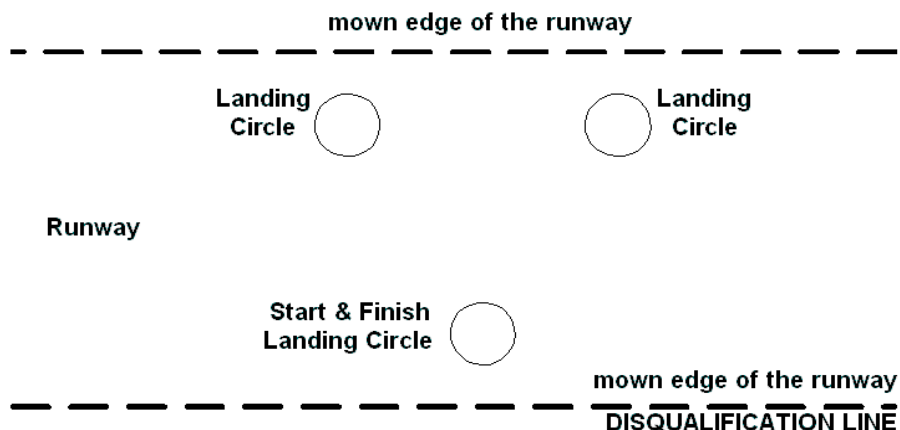 mown edge of the runway
Landing
Circle
Landing
Circle
Runway
Start & Finish
Landing Circle
mown edge of the runway
DISQUALIFICATION LINE